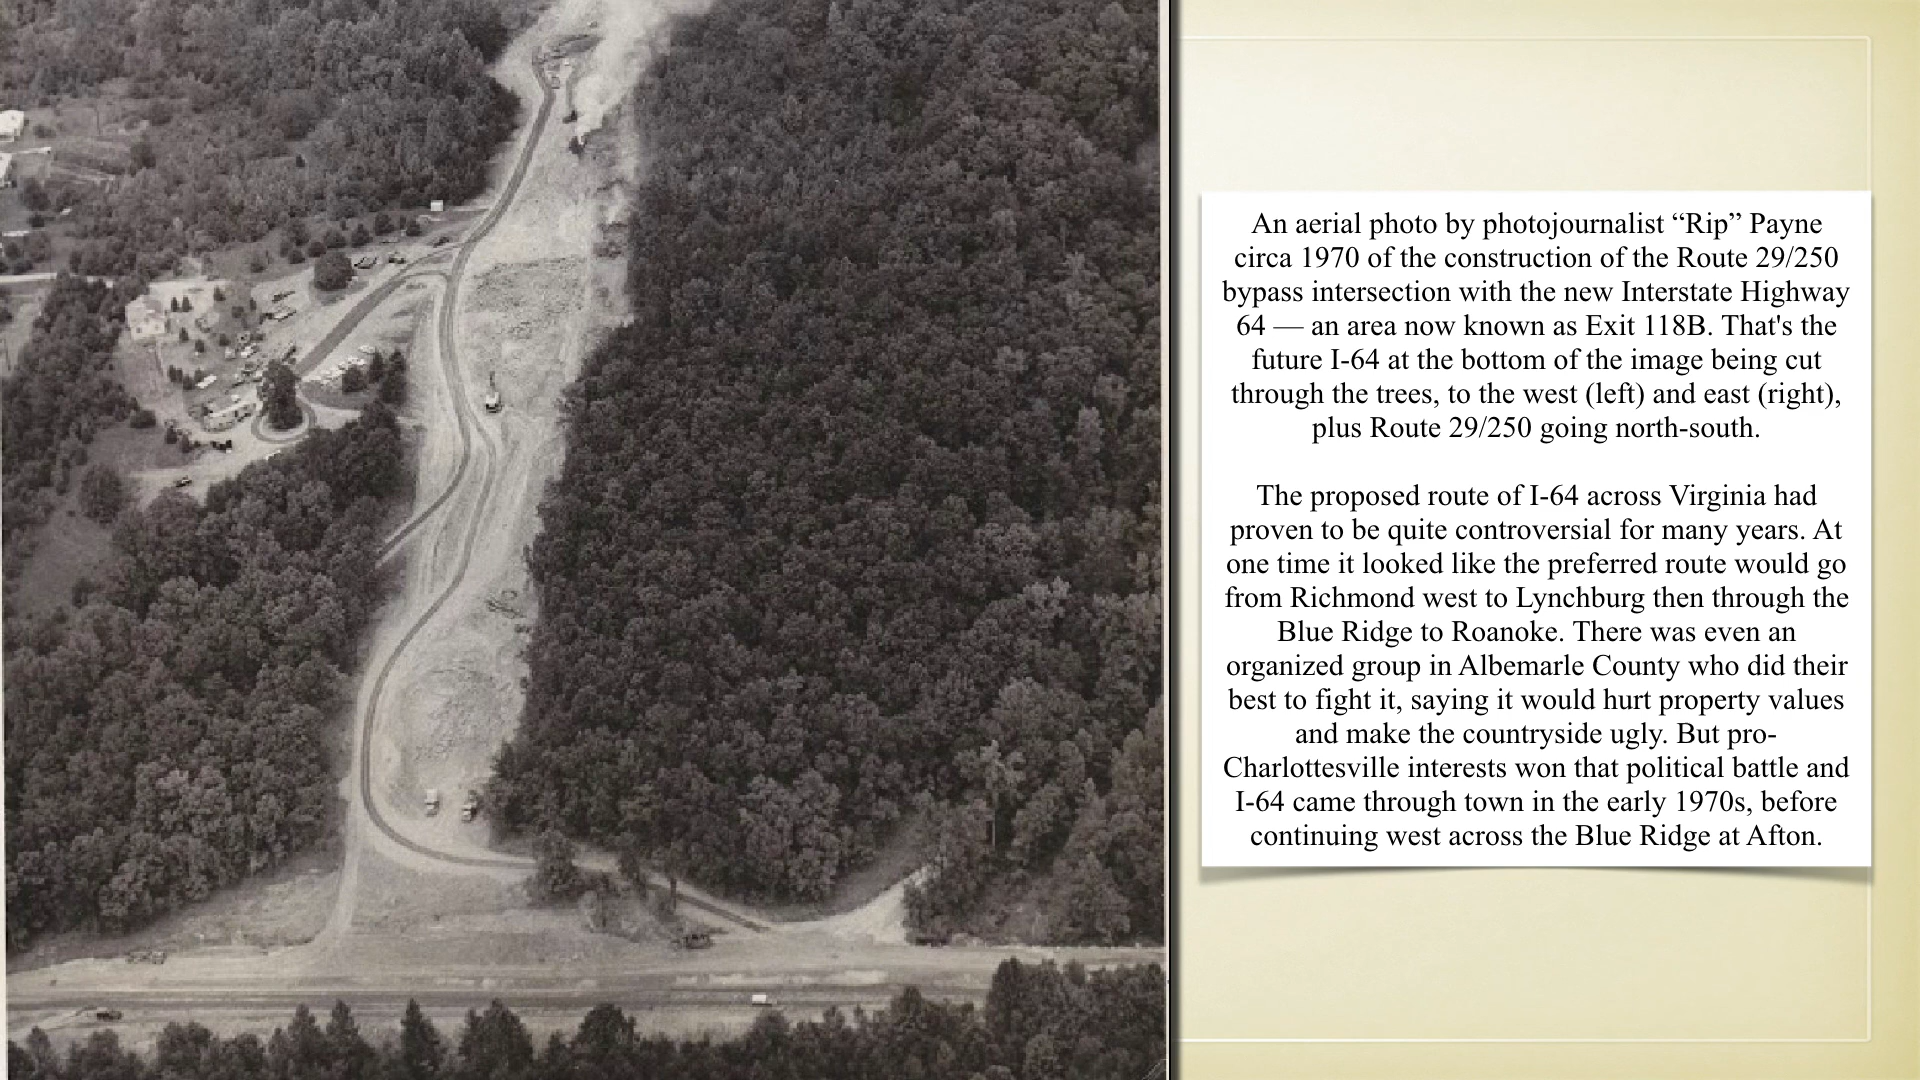 An aerial photo by photojournalist “Rip” Payne
circa 1970 of the construction of the Route 29/250
bypass intersection with the new Interstate Highway
64 — an area now known as Exit 118B. That's the
future I-64 at the bottom of the image being cut
through the trees, to the west (left) and east (right),
plus Route 29/250 going north-south.
The proposed route of I-64 across Virginia had
proven to be quite controversial for many years. At
one time it looked like the preferred route would go
from Richmond west to Lynchburg then through the
Blue Ridge to Roanoke. There was even an
organized group in Albemarle County who did their
best to fight it, saying it would hurt property values
and make the countryside ugly. But pro-
Charlottesville interests won that political battle and
I-64 came through town in the early 1970s, before
continuing west across the Blue Ridge at Afton.